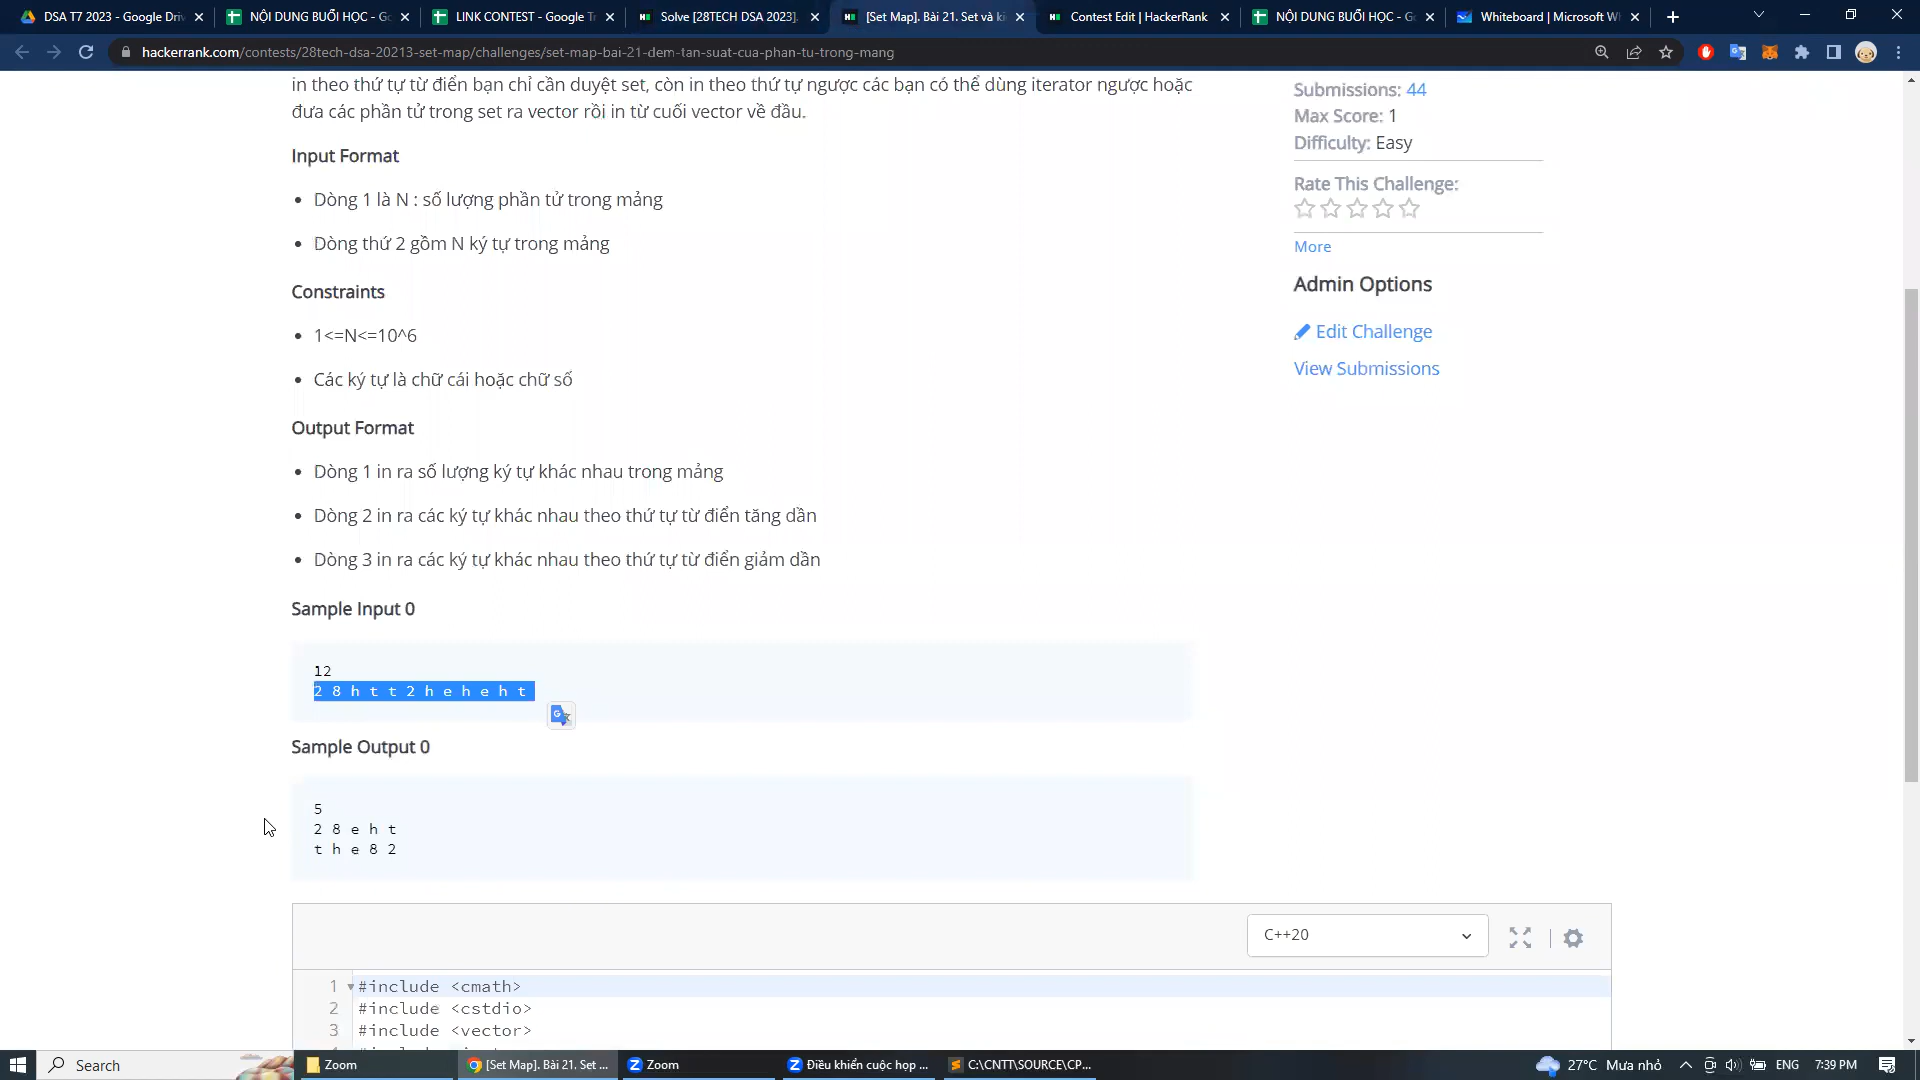 DSA T7 2023 - Google Driv
NỘI DUNG BUỔI HỌC - Go
LINK CONTEST - Google Tr
Solve [28TECH DSA 2023].
[Set Map]. Bài 21. Set và ki
Contest Edit | HackerRank
NỘI DUNG BUỔI HỌC - Go
Whiteboard | Microsoft W
hackerrank.com/contests/28tech-dsa-20213-set-map/challenges/set-map-bai-21-dem-tan-suat-cua-phan-tu-trong-mang
in theo thứ tự từ điển bạn chỉ cần duyệt set, còn in theo thứ tự ngược các bạn có thể dùng iterator ngược hoặc
đưa các phần tử trong set ra vector rồi in từ cuối vector về đầu.
Input Format
• Dòng 1 là N : số lượng phần tử trong mảng
• Dòng thứ 2 gồm N ký tự trong mảng
Constraints
• 1<=N<=10^6
• Các ký tự là chữ cái hoặc chữ số
Output Format
• Dòng 1 in ra số lượng ký tự khác nhau trong mảng
• Dòng 2 in ra các ký tự khác nhau theo thứ tự từ điển tăng dần
• Dòng 3 in ra các ký tự khác nhau theo thứ tự từ điển giảm dần
Sample Input 0
12
2 8 h t t 2 h e h e h t
Sample Output 0
5
2 8 e h t
t h e 8 2
Submissions: 44
Max Score: 1
Difficulty: Easy
Rate This Challenge:
More
Admin Options
Edit Challenge
View Submissions
C++20
1 #include <cmath>
2 #include <cstdio>
3 #include <vector>
Search
Zoom
[Set Map]. Bài 21. Set ...
Zoom
Điều khiển cuộc họp ...
C:\CNTT\SOURCE\CP...
27°C Mưa nhỏ
ENG
7:39 PM